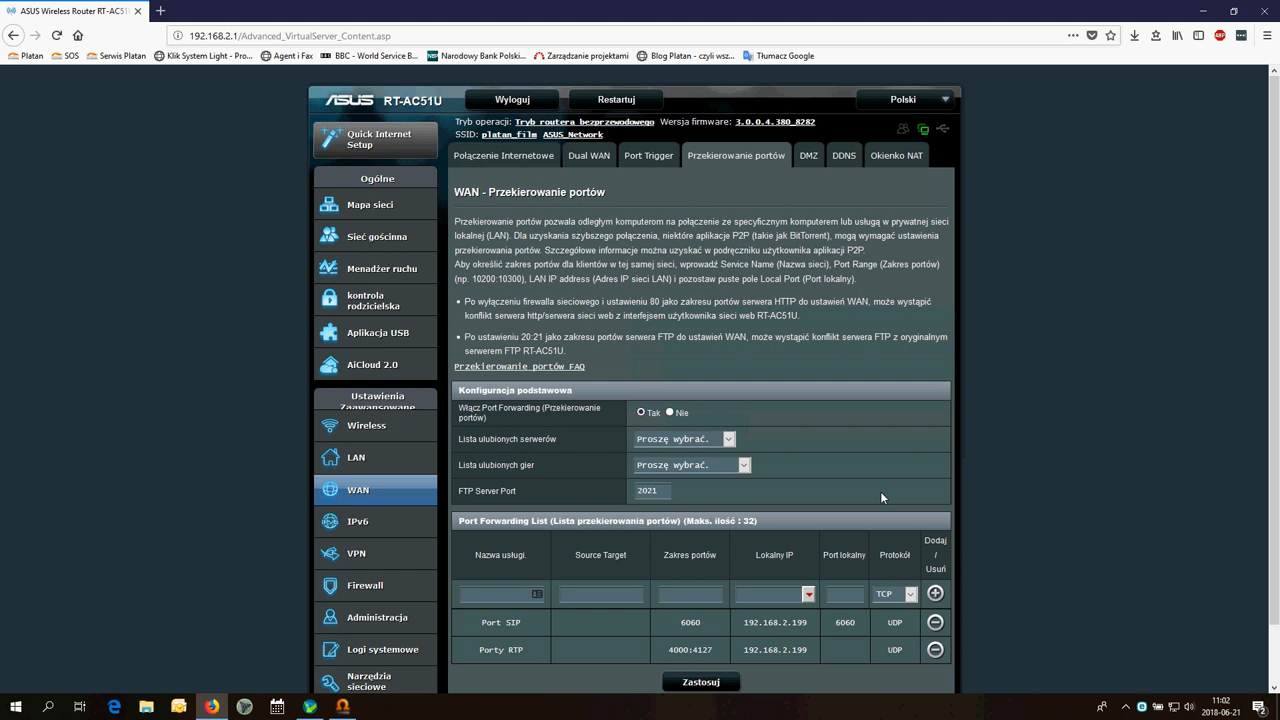 ASUS Wireless Router RT-AC51U
192.168.2.1/Advanced_VirtualServer_Content.asp
Platan SOS Serwis Platan Klik System Light - Pro... Agent i Fax BBC - World Service B... Narodowy Bank Polski... Zarządzanie projektami Blog Platan - czyli wsz... Tłumacz Google
ASUS RT-AC51U Wyloguj Restartuj Polski
Quick Internet Setup
Tryb operacji: Tryb routera bezprzewodowego Wersja firmware: 3.0.0.4.380_8282
SSID: platan_film ASUS_Network
Połączenie Internetowe Dual WAN Port Trigger Przekierowanie portów DMZ DDNS Okienko NAT
Ogólne
Mapa sieci
Sieć gościnna
Menadżer ruchu
kontrola rodzicielska
Aplikacja USB
AiCloud 2.0
Ustawienia Zaawansowane
Wireless
LAN
WAN
IPv6
VPN
Firewall
Administracja
Logi systemowe
Narzędzia sieciowe
WAN - Przekierowanie portów
Przekierowanie portów pozwala odległym komputerom na połączenie ze specyficznym komputerem lub usługą w prywatnej sieci
lokalnej (LAN). Dla uzyskania szybszego połączenia, niektóre aplikacje P2P (takie jak BitTorrent), mogą wymagać ustawienia
przekierowania portów. Szczegółowe informacje można uzyskać w podręczniku użytkownika aplikacji P2P.
Aby określić zakres portów dla klientów w tej samej sieci, wprowadź Service Name (Nazwa sieci), Port Range (Zakres portów)
(np. 10200:10300), LAN IP address (Adres IP sieci LAN) i pozostaw puste pole Local Port (Port lokalny).
• Po wyłączeniu firewalla sieciowego i ustawieniu 80 jako zakresu portów serwera HTTP do ustawień WAN, może wystąpić
konflikt serwera http/serwera sieci web z interfejsem użytkownika sieci web RT-AC51U.
• Po ustawieniu 20:21 jako zakresu portów serwera FTP do ustawień WAN, może wystąpić konflikt serwera FTP z oryginalnym
serwerem FTP RT-AC51U.
Przekierowanie portów FAQ
Konfiguracja podstawowa
Włącz Port Forwarding (Przekierowanie portów) Tak Nie
Lista ulubionych serwerów Proszę wybrać.
Lista ulubionych gier Proszę wybrać.
FTP Server Port 2021
Port Forwarding List (Lista przekierowania portów) (Maks. ilość : 32)
Nazwa usługi. Source Target Zakres portów Lokalny IP Port lokalny Protokół Dodaj / Usuń
TCP
Port SIP 6060 192.168.2.199 6060 UDP
Porty RTP 4000:4127 192.168.2.199 UDP
Zastosuj
11:02
2018-06-21
2